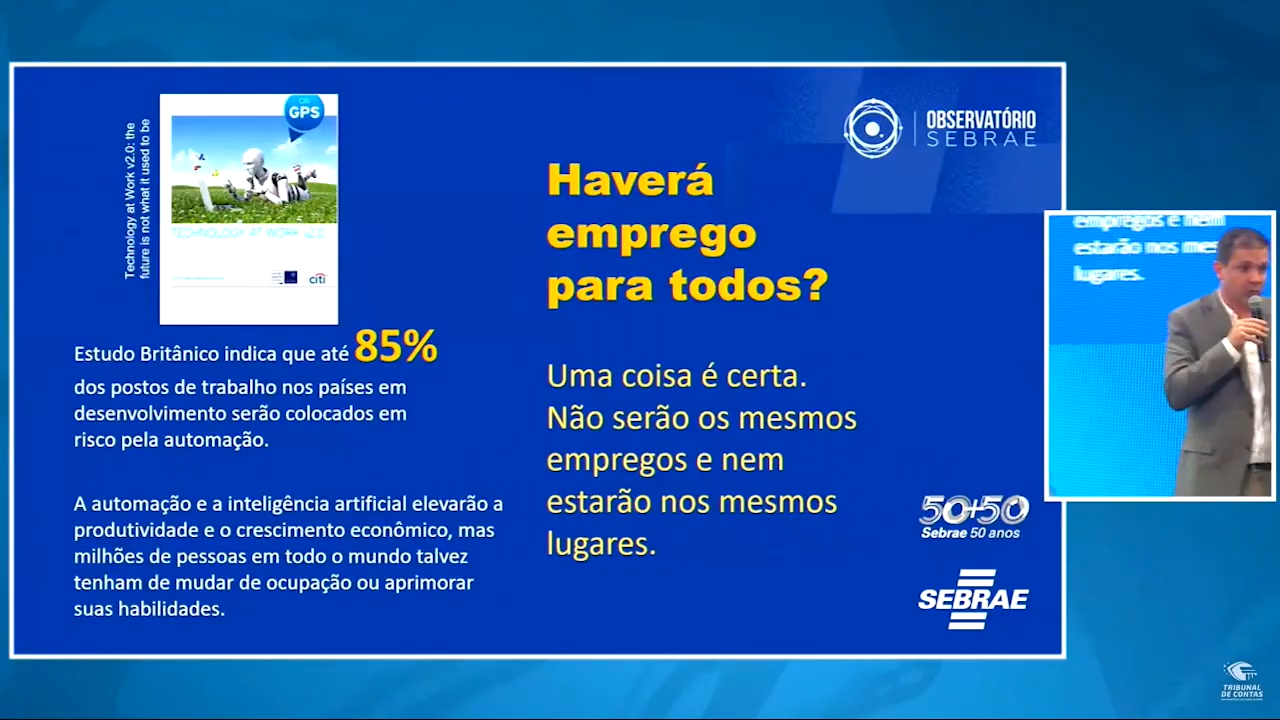 Technology at Work v2.0: the
future is not what it used to be
Citi
GPS
TECHNOLOGY AT WORK v2.0
citi
Estudo Britânico indica que até 85%
dos postos de trabalho nos países em
desenvolvimento serão colocados em
risco pela automação.
A automação e a inteligência artificial elevarão a
produtividade e o crescimento econômico, mas
milhões de pessoas em todo o mundo talvez
tenham de mudar de ocupação ou aprimorar
suas habilidades.
OBSERVATÓRIO
SEBRAE
Haverá
emprego
para todos?
Uma coisa é certa.
Não serão os mesmos
empregos e nem
estarão nos mesmos
lugares.
50+50
Sebrae 50 anos
SEBRAE
empregos e nem
estarão nos mes
lugares.
TRIBUNAL
DE CONTAS